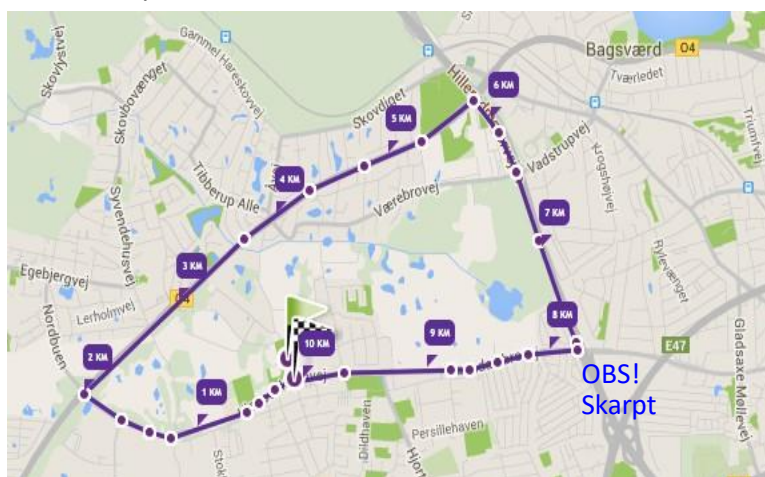 Bagsværd
O4
Tværledet
Skovlystvej
Gammel Hareskovvej
Skovbovænget
Skovdiget
6 KM
5 KM
Vadstrupvej
Triumfvej
Krogshøjvej
Tibberup Alle
4 KM
Værebrovej
Syvendehusvej
7 KM
3 KM
Egebjergvej
O4
Rylevænget
Lerholmvej
Nordbuen
8 KM
9 KM
10 KM
E47
2 KM
Gladsaxe Møllevej
OBS!
Skarpt
1 KM
Dildhaven
Persillehaven
Stok
Hjort